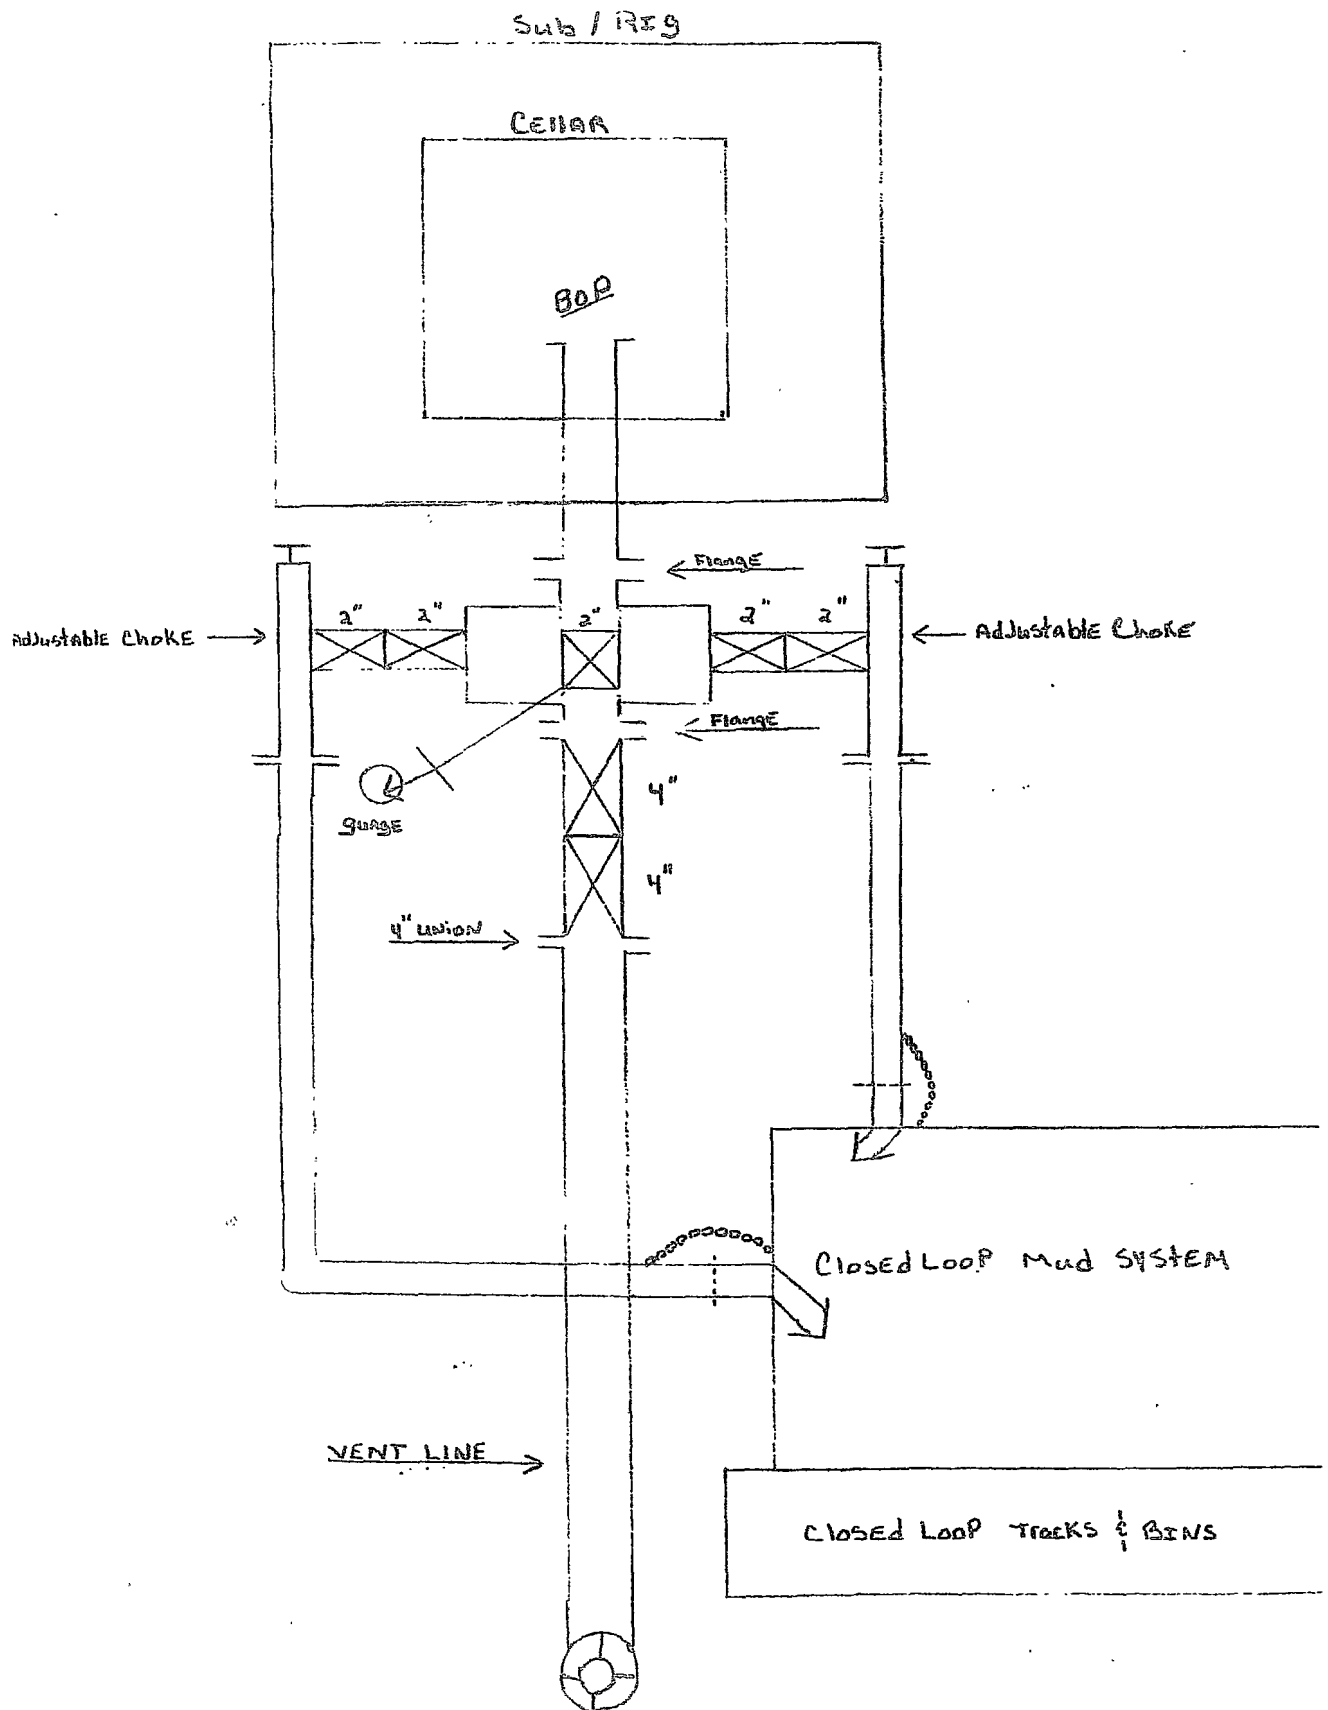 Sub / Rig
CEllAR
BOP
FlangE
2"
2"
2"
2"
2"
AdjustAblE ChokE
AdjustAblE ChokE
FlangE
4"
guagE
4"
4" UNION
Closed Loop Mud SYStEM
VENT LINE
Closed Loop Tracks & BINS